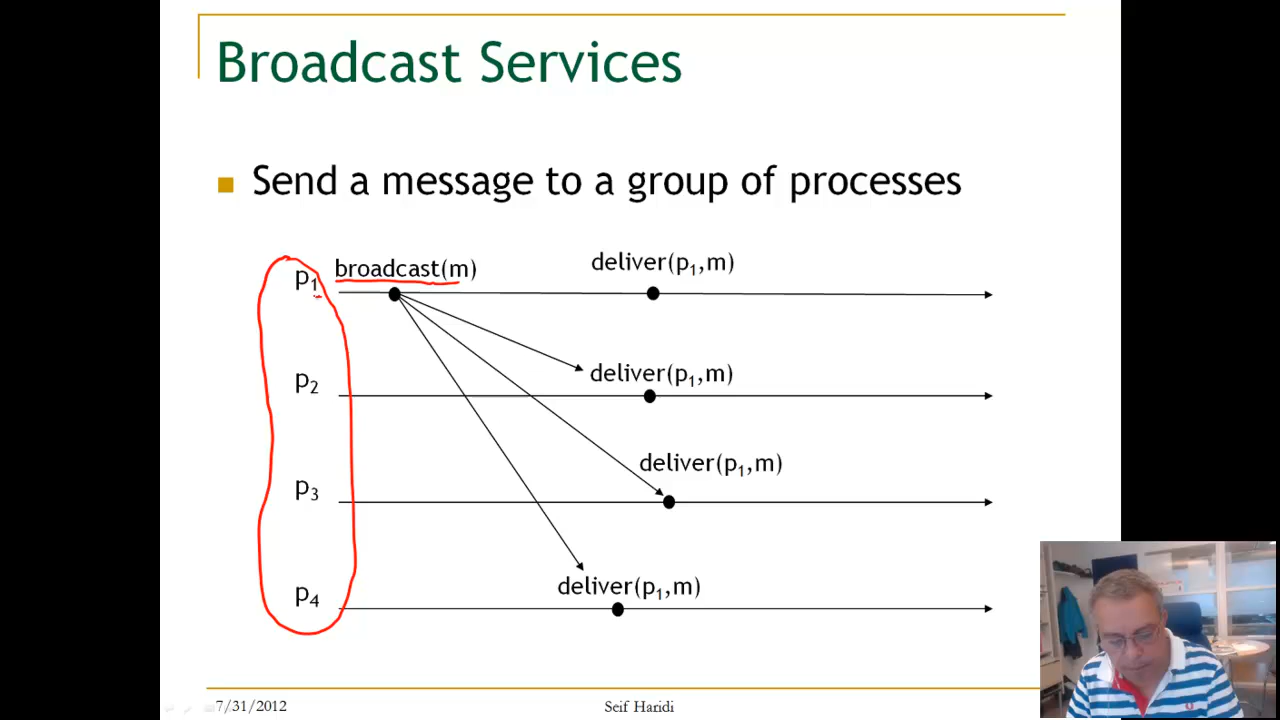 Broadcast Services
Send a message to a group of processes
p₁ broadcast(m) deliver(p₁,m)
p₂ deliver(p₁,m)
p₃ deliver(p₁,m)
p₄ deliver(p₁,m)
7/31/2012 Seif Haridi